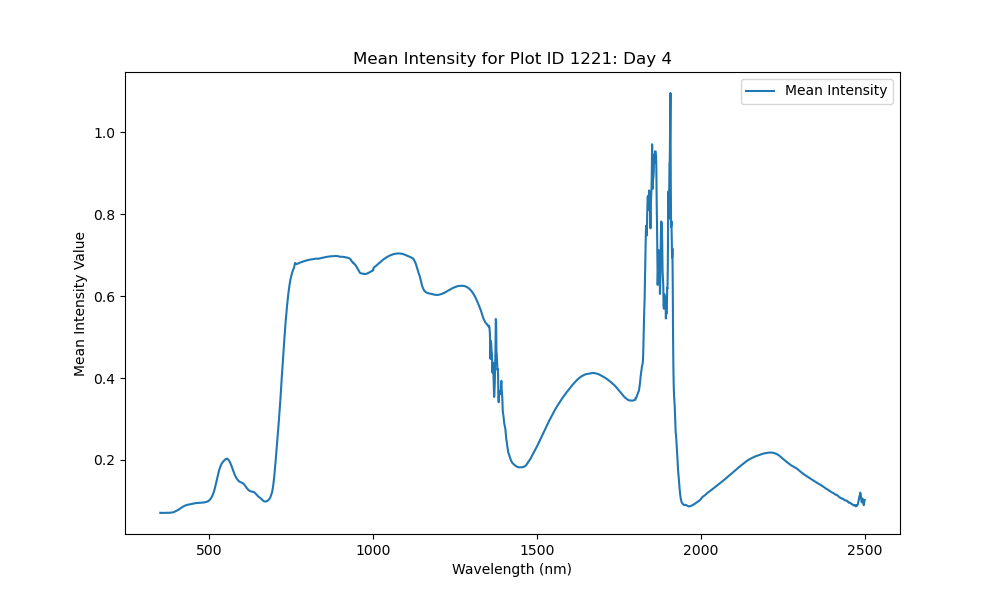 Mean Intensity for Plot ID 1221: Day 4
Mean Intensity
Mean Intensity Value
1.0
0.8
0.6
0.4
0.2
500
1000
1500
2000
2500
Wavelength (nm)